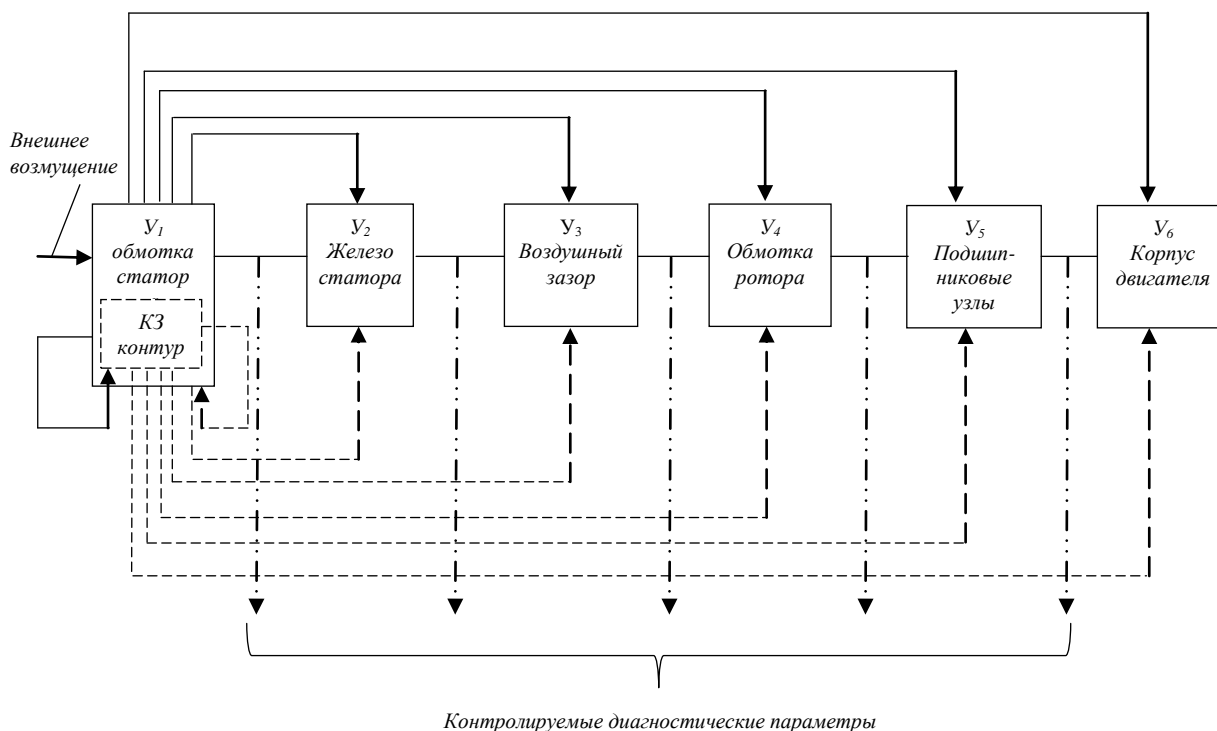 Внешнее
возмущение
У1
обмотка
статор
КЗ
контур
У2
Железо
статора
У3
Воздушный
зазор
У4
Обмотка
ротора
У5
Подшип-
никовые
узлы
У6
Корпус
двигателя
Контролируемые диагностические параметры